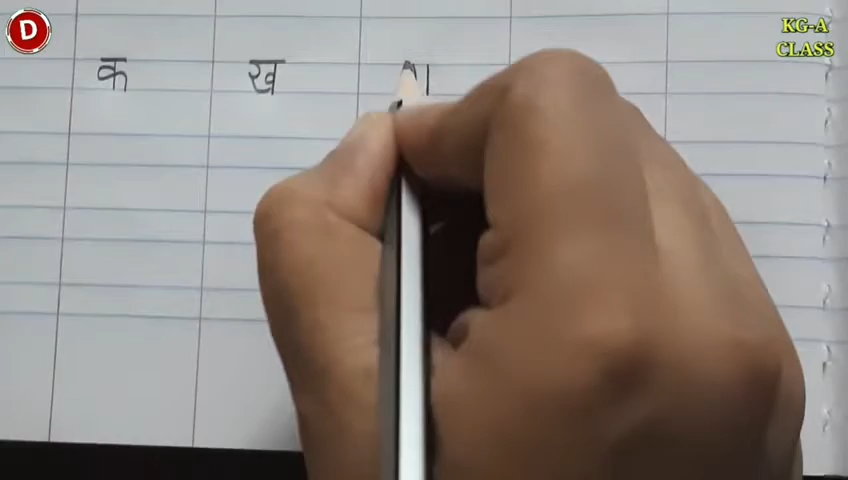 D
KG-A
CLASS
क ख